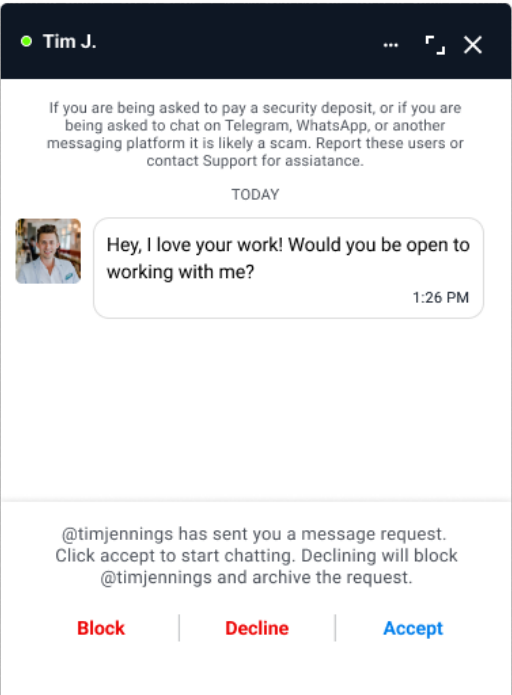 Tim J.
If you are being asked to pay a security deposit, or if you are
being asked to chat on Telegram, WhatsApp, or another
messaging platform it is likely a scam. Report these users or
contact Support for assiatance.
TODAY
Hey, I love your work! Would you be open to
working with me?
1:26 PM
@timjennings has sent you a message request.
Click accept to start chatting. Declining will block
@timjennings and archive the request.
Block
Decline
Accept